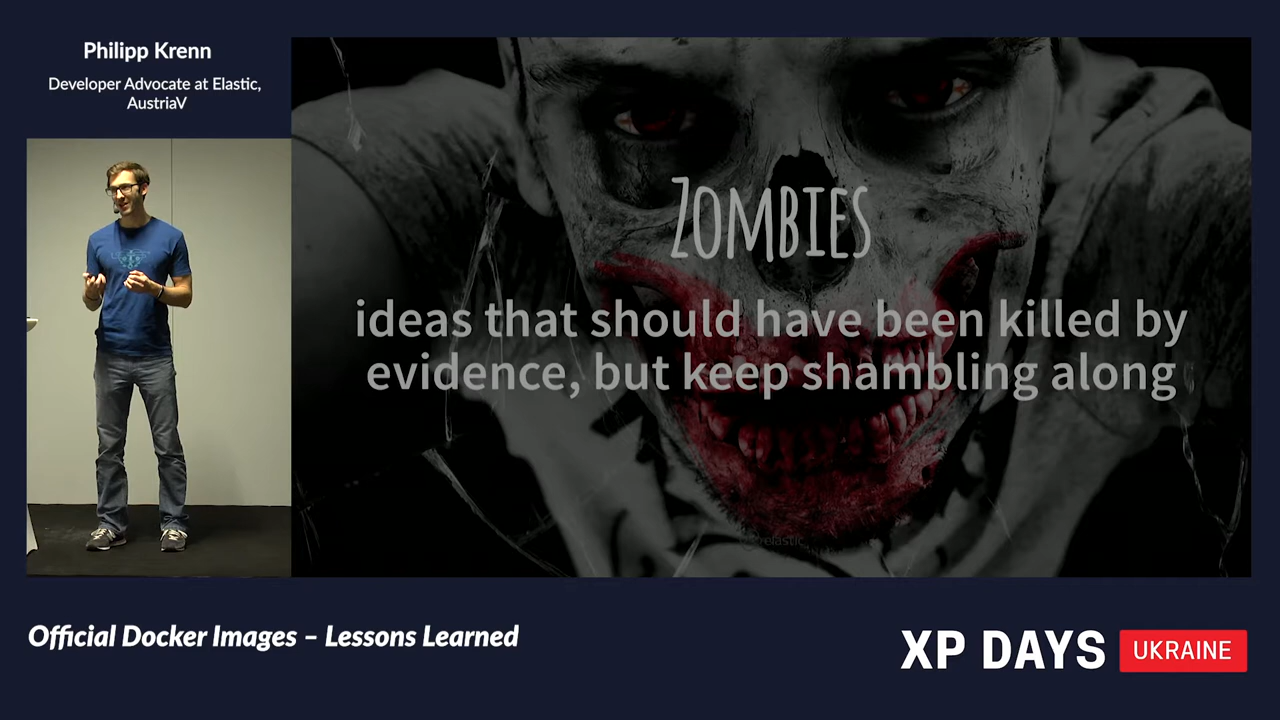 Philipp Krenn
Developer Advocate at Elastic,
AustriaV
ZOMBIES
ideas that should have been killed by
evidence, but keep shambling along
elastic
Official Docker Images – Lessons Learned
XP DAYS UKRAINE